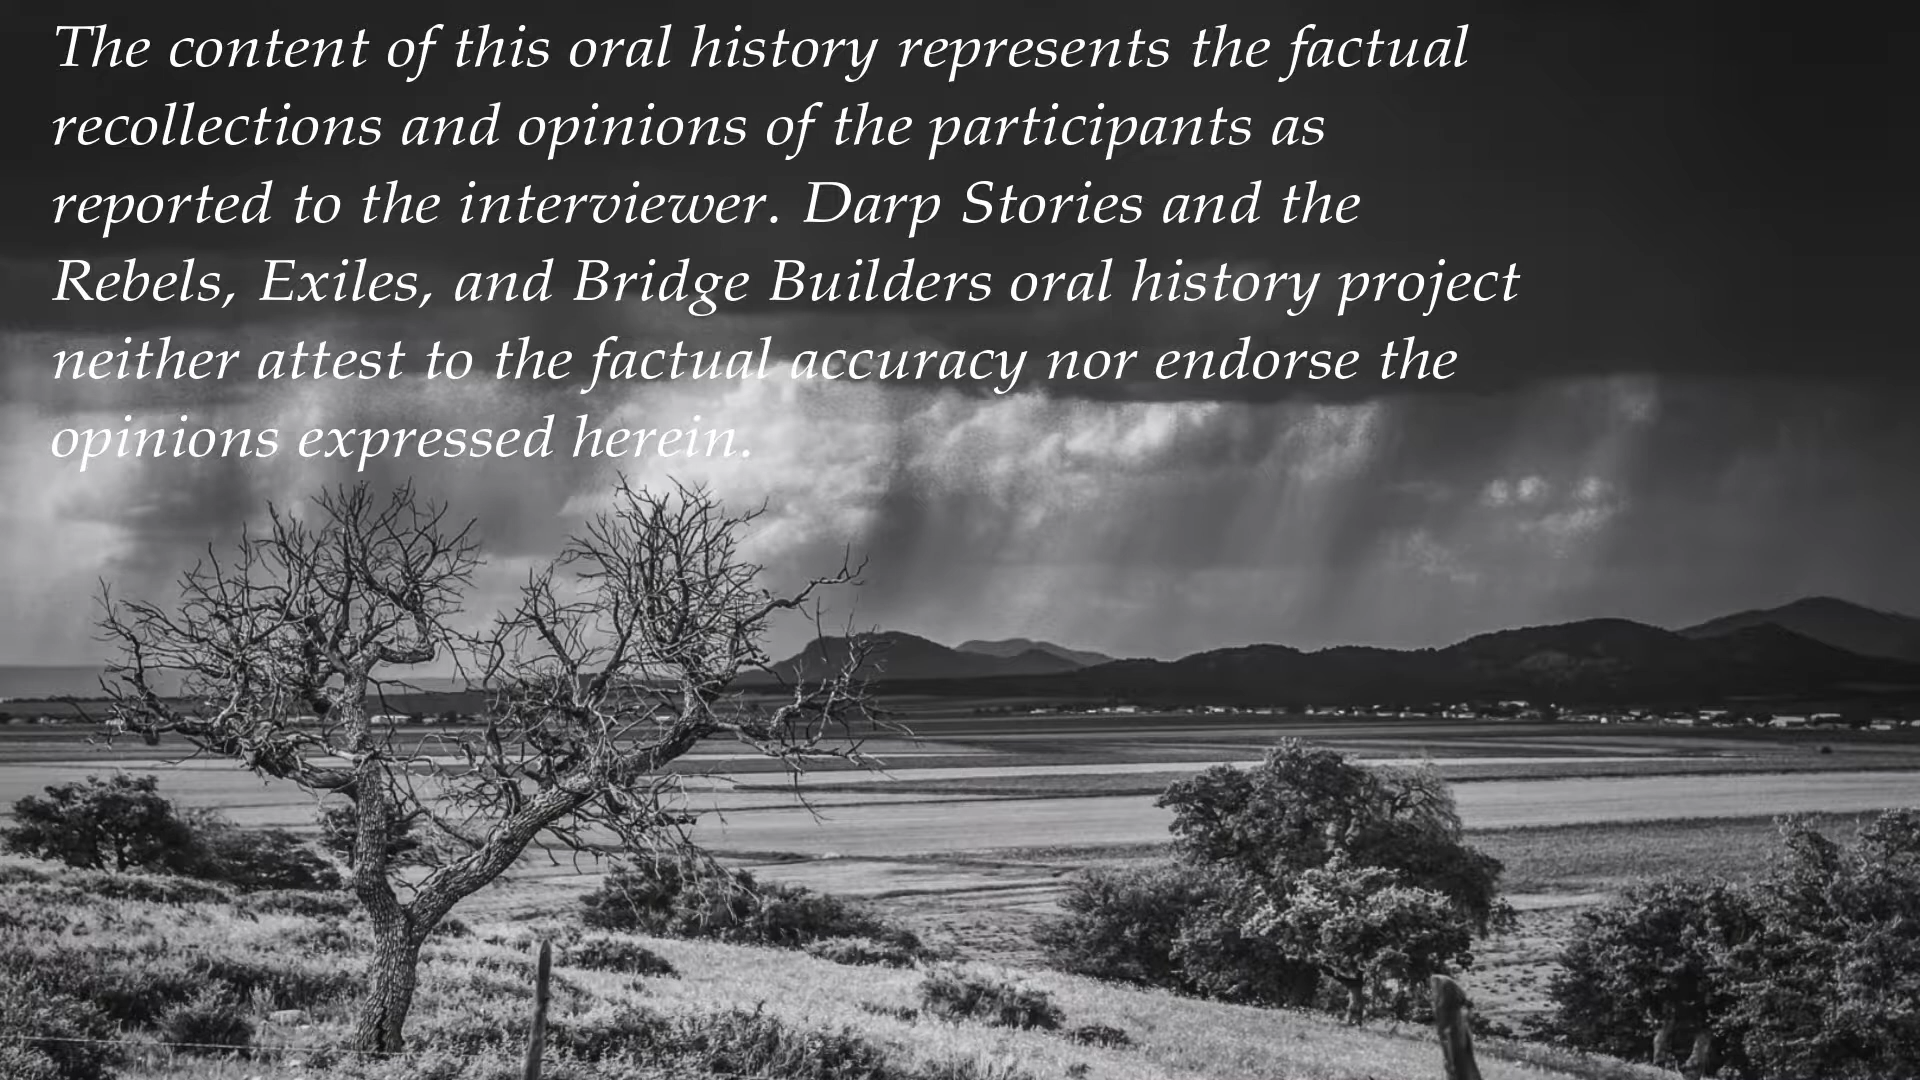 The content of this oral history represents the factual
recollections and opinions of the participants as
reported to the interviewer. Darp Stories and the
Rebels, Exiles, and Bridge Builders oral history project
neither attest to the factual accuracy nor endorse the
opinions expressed herein.